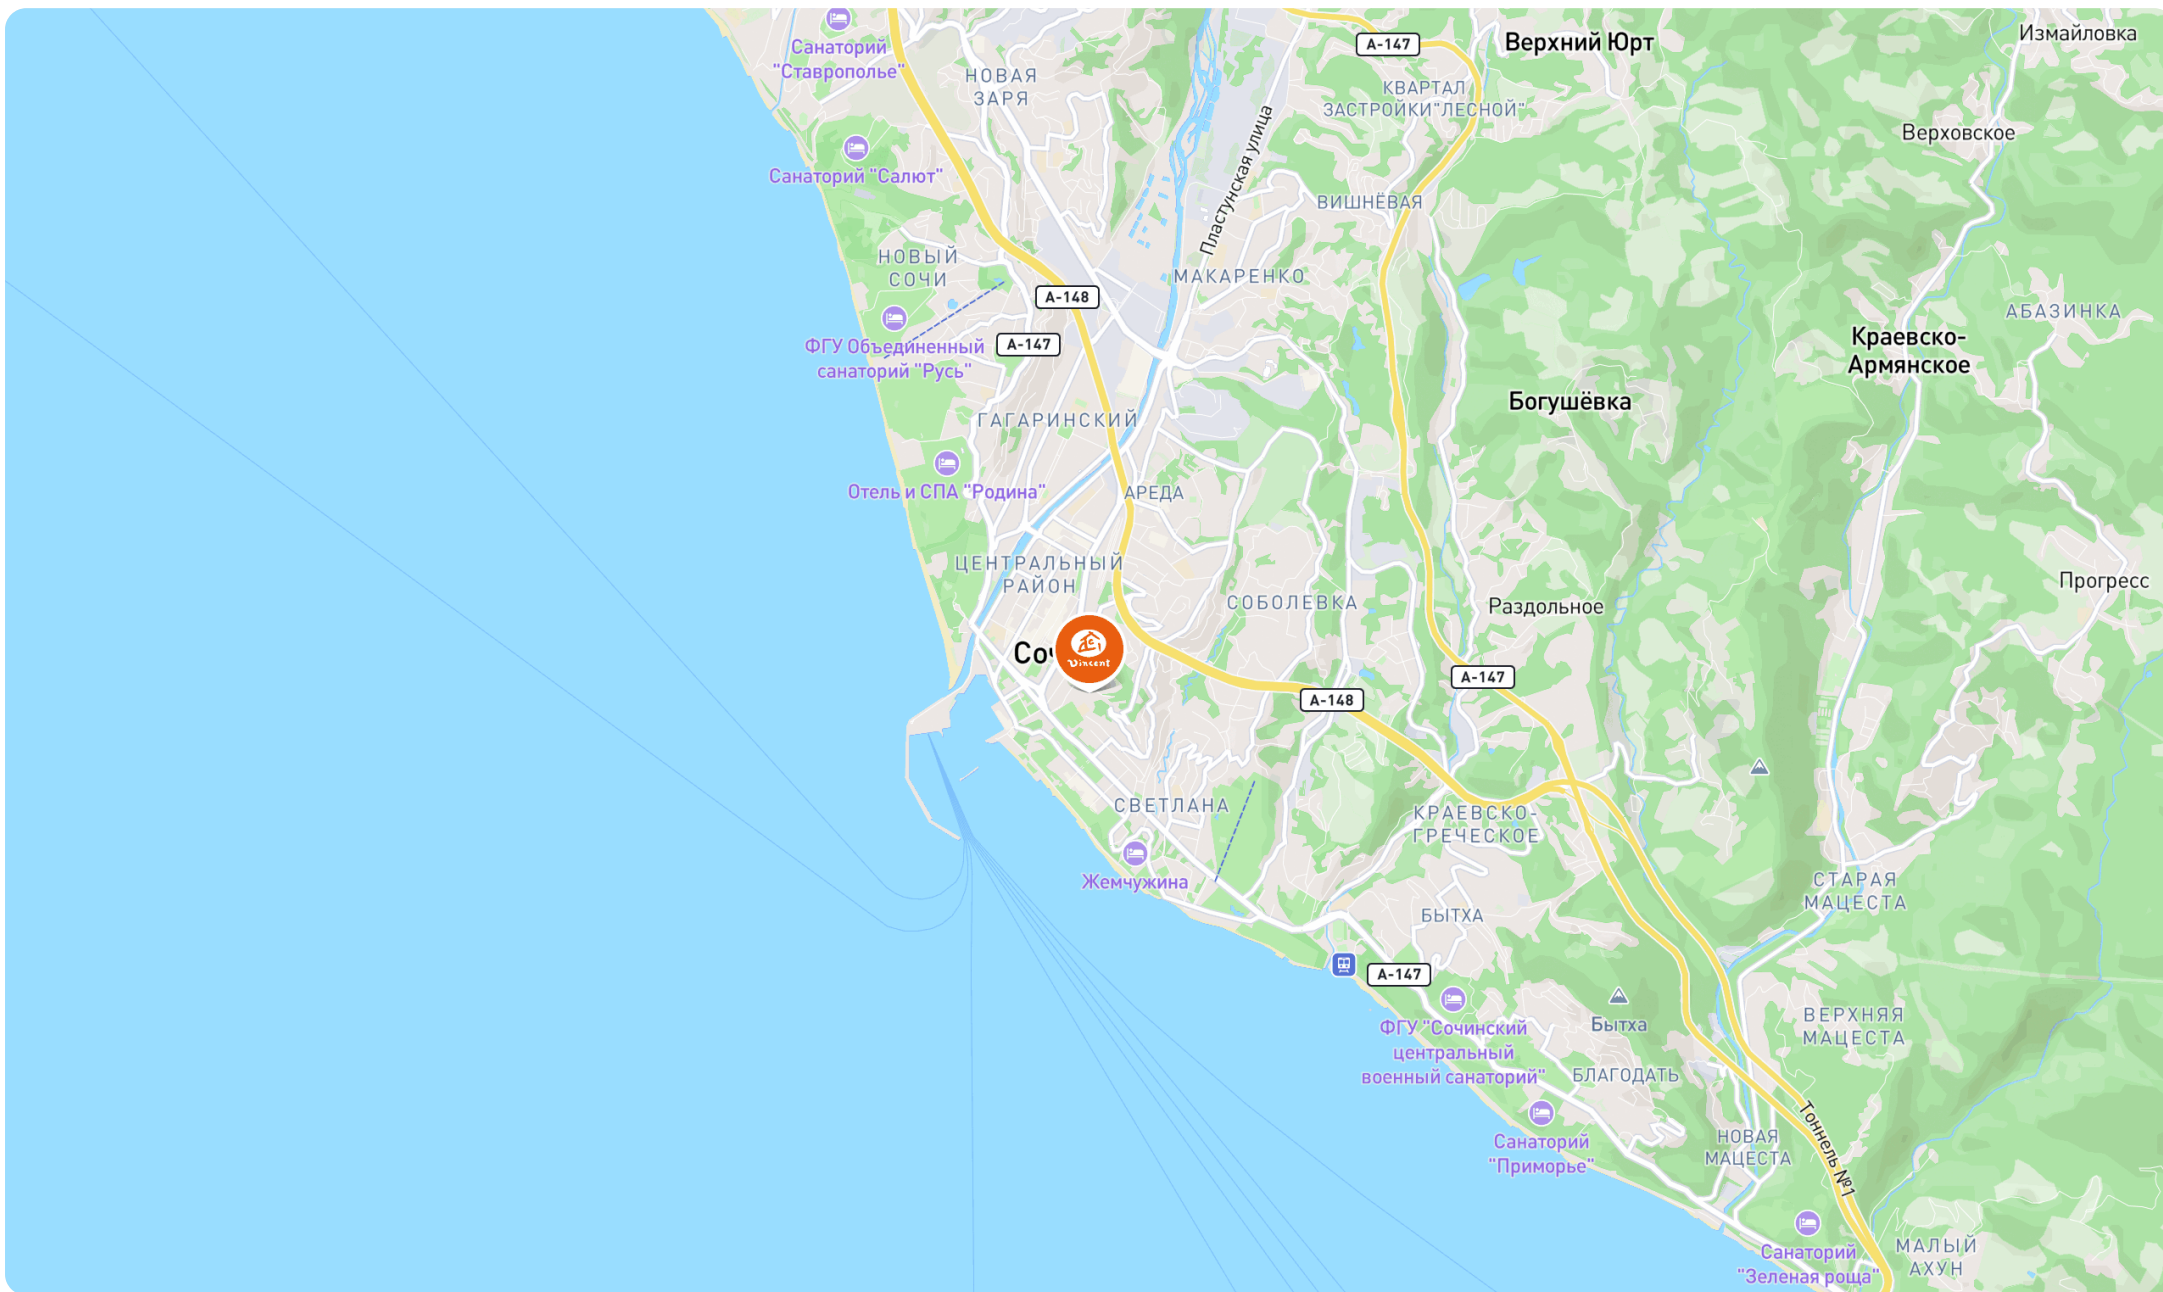 Санаторий
"Ставрополье"
НОВАЯ
ЗАРЯ
А-147
Верхний Юрт
Измайловка
КВАРТАЛ
ЗАСТРОЙКИ"ЛЕСНОЙ"
Верховское
Санаторий "Салют"
Пластунская улица
ВИШНЁВАЯ
НОВЫЙ
СОЧИ
МАКАРЕНКО
А-148
АБАЗИНКА
А-147
ФГУ Объединенный
санаторий "Русь"
Краевско-
Армянское
Богушёвка
ГАГАРИНСКИЙ
Отель и СПА "Родина"
АРЕДА
ЦЕНТРАЛЬНЫЙ
РАЙОН
Прогресс
СОБОЛЕВКА
Раздольное
Соч
Vincent
А-147
А-148
СВЕТЛАНА
КРАЕВСКО-
ГРЕЧЕСКОЕ
Жемчужина
СТАРАЯ
МАЦЕСТА
БЫТХА
А-147
ФГУ "Сочинский
центральный
военный санаторий"
Бытха
ВЕРХНЯЯ
МАЦЕСТА
БЛАГОДАТЬ
Санаторий
"Приморье"
НОВАЯ
МАЦЕСТА
Тоннель №1
Санаторий
"Зеленая роща"
МАЛЫЙ
АХУН